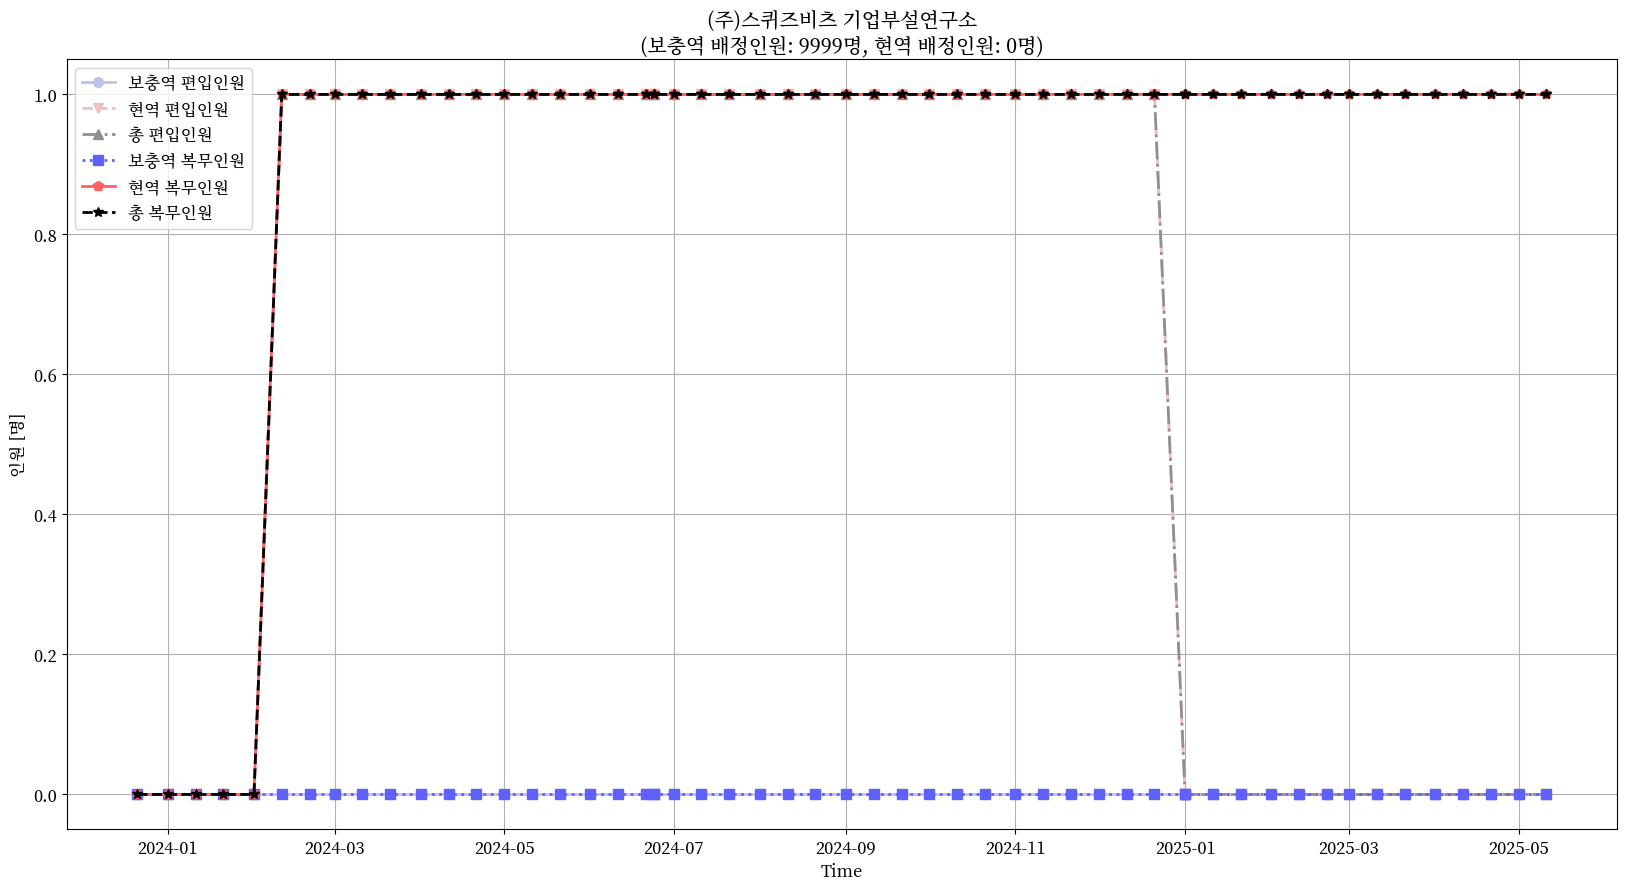 (주)스퀴즈비츠 기업부설연구소
(보충역 배정인원: 9999명, 현역 배정인원: 0명)
보충역 편입인원
현역 편입인원
총 편입인원
보충역 복무인원
현역 복무인원
총 복무인원
1.0
0.8
0.6
0.4
0.2
0.0
인원 [명]
2024-01 2024-03 2024-05 2024-07 2024-09 2024-11 2025-01 2025-03 2025-05
Time